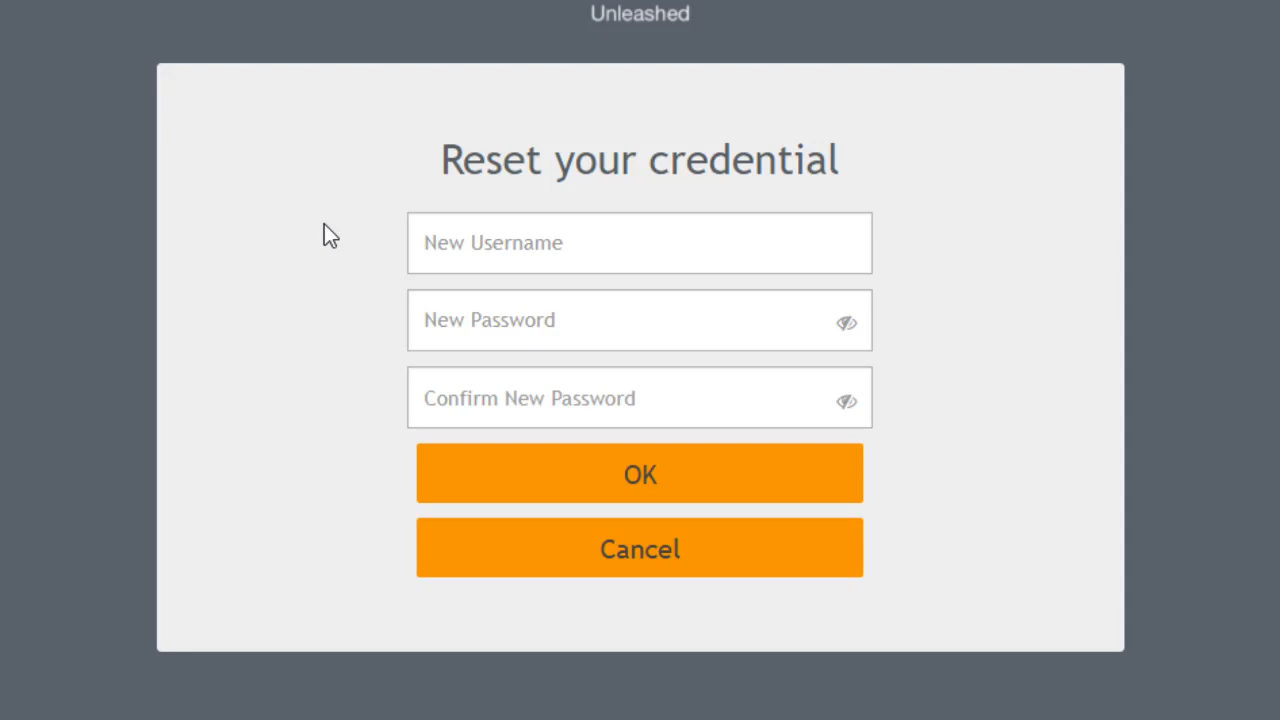 Unleashed
Reset your credential
New Username
New Password
Confirm New Password
OK
Cancel